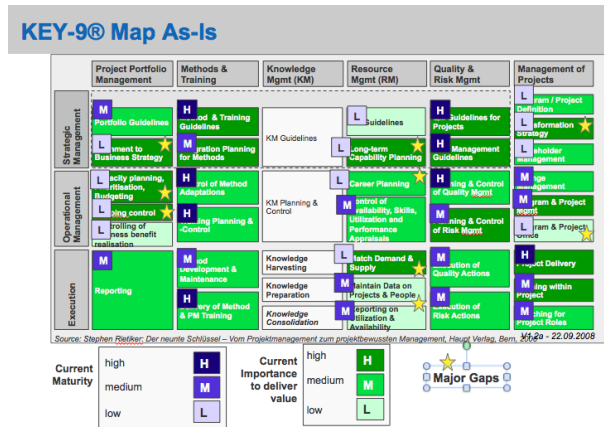 KEY-9® Map As-Is
Project Portfolio
Management
Methods &
Training
Knowledge
Mgmt (KM)
Resource
Mgmt (RM)
Quality &
Risk Mgmt
Management of
Projects
Strategic
Management
M
Portfolio Guidelines
L
Business Strategy
H
& Training
Guidelines
M
Planning
for Methods
KM Guidelines
L
Guidelines
L
Long-term
Capability Planning
H
Guidelines for
Projects
H
Management
Guidelines
L
/ Project
Definition
L
Strategy
L
Management
Operational
Management
L
planning,
Budgeting
L
control
L
of
benefit
realisation
H
of Method
Adaptations
H
Planning &
-Control
KM Planning &
Control
L
Career Planning
M
Control of
Skills,
Utilization and
Performance
Appraisals
H
& Control
of Quality Mgmt
M
& Control
of Risk Mgmt
M
Management
M
& Project
Mgmt
L
& Project
Execution
M
Reporting
M
Development &
Maintenance
H
of Method
& PM Training
Knowledge
Harvesting
Knowledge
Preparation
Knowledge
Consolidation
L
Match Demand &
Supply
M
Maintain Data on
Projects & People
M
Reporting on
Utilization &
Availability
M
of
Quality Actions
M
of
Risk Actions
H
Project Delivery
M
within
Project
M
for
Project Roles
Source: Stephen Rietiker: Der neunte Schlüssel – Vom Projektmanagement zum projektbewussten Management, Haupt Verlag, Bern,
- 22.09.2008
Current
Maturity
high H
medium M
low L
Current
Importance
to deliver
value
high H
medium M
low L
Major Gaps